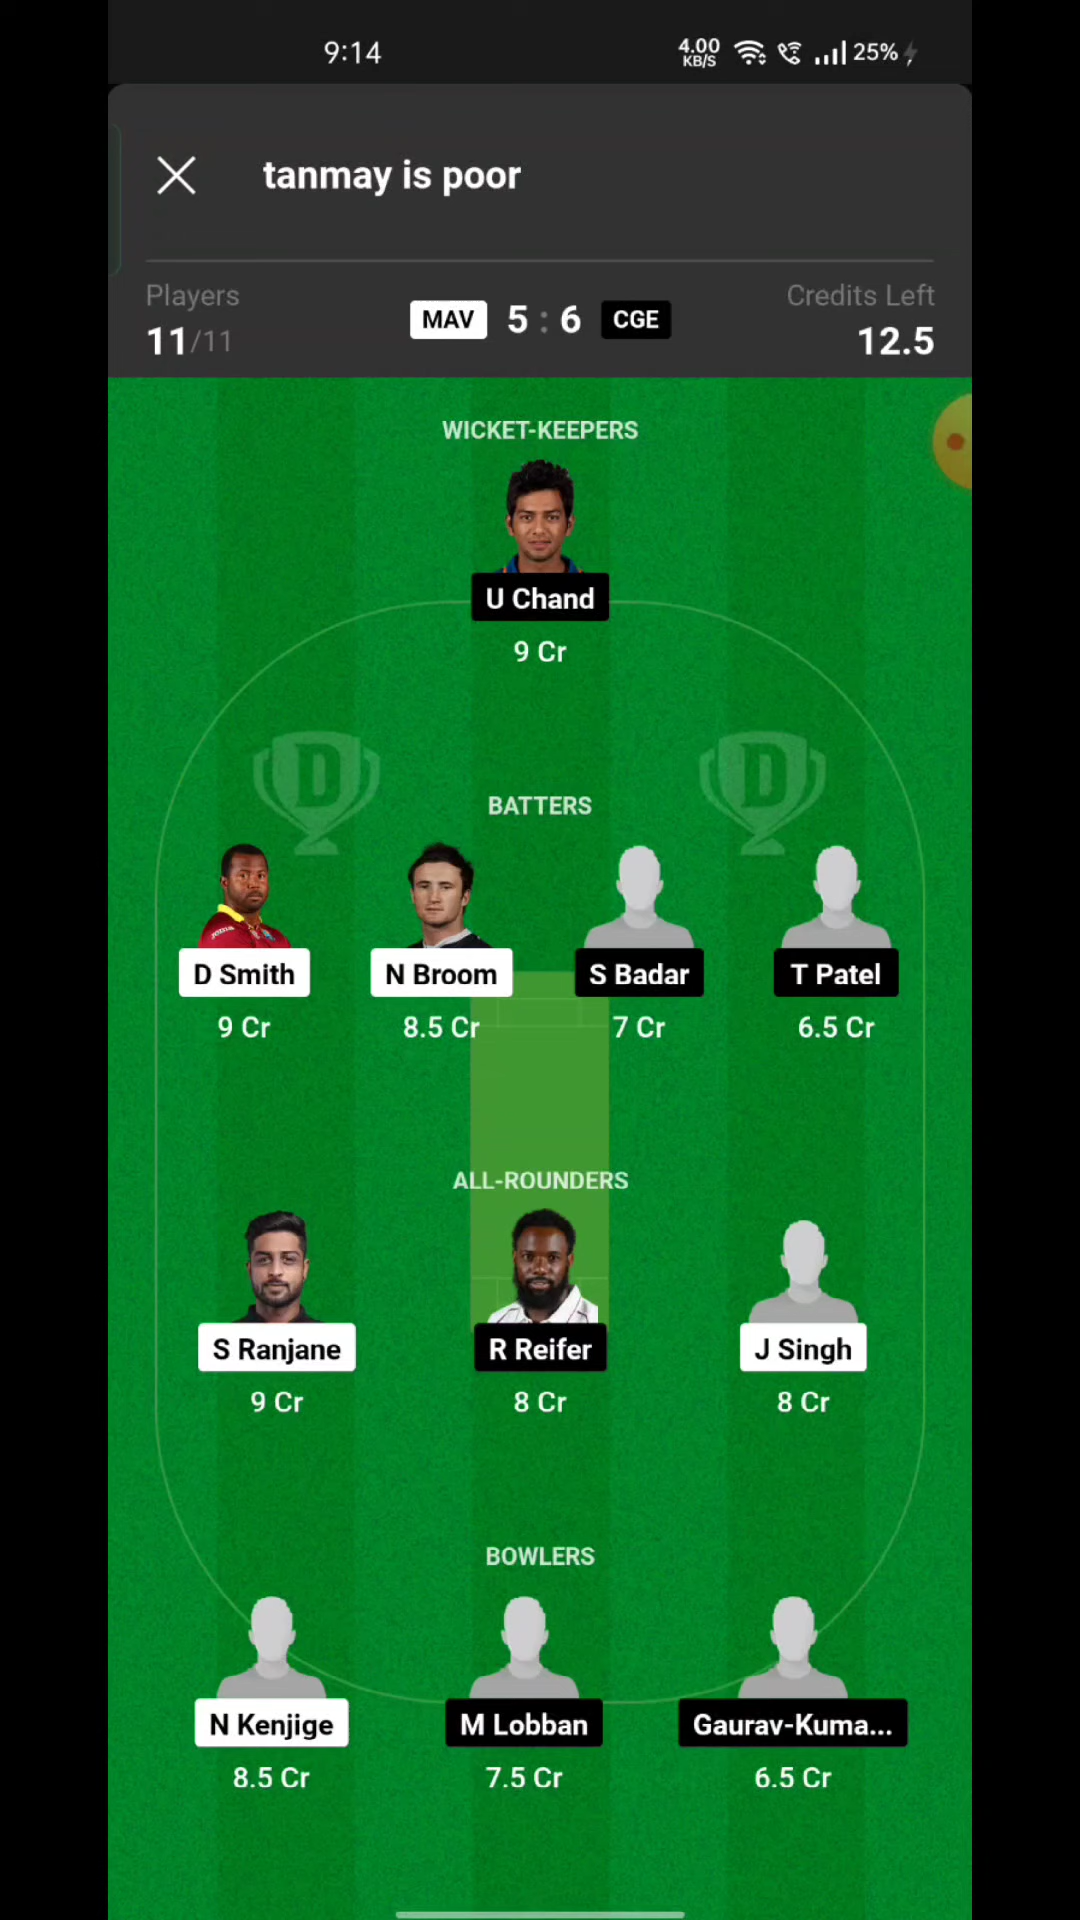 9:14
4.00
KB/S
25%
tanmay is poor
Players
Credits Left
11/11
MAV 5 : 6 CGE
12.5
WICKET-KEEPERS
U Chand
9 Cr
D
D
BATTERS
D Smith
N Broom
S Badar
T Patel
9 Cr
8.5 Cr
7 Cr
6.5 Cr
ALL-ROUNDERS
S Ranjane
R Reifer
J Singh
9 Cr
8 Cr
8 Cr
BOWLERS
N Kenjige
M Lobban
Gaurav-Kuma...
8.5 Cr
7.5 Cr
6.5 Cr